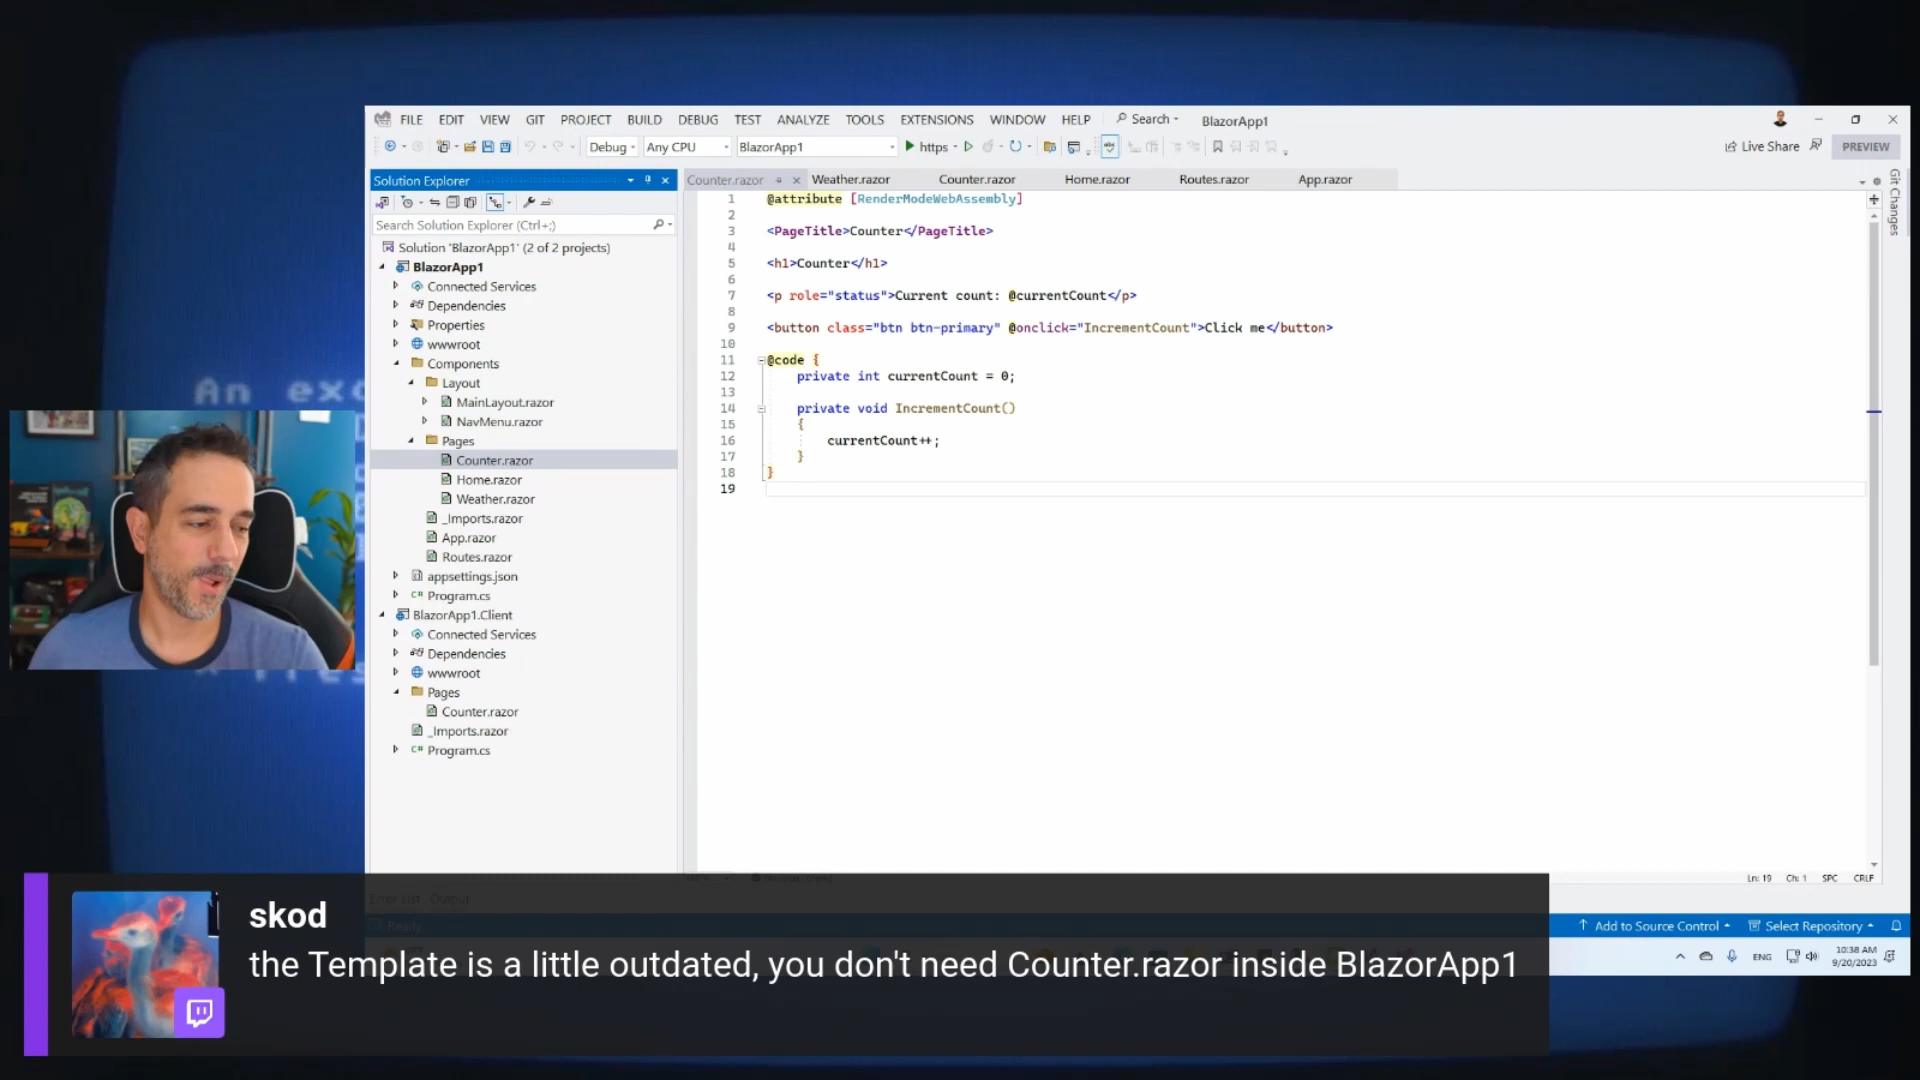 FILE EDIT VIEW GIT PROJECT BUILD DEBUG TEST ANALYZE TOOLS EXTENSIONS WINDOW HELP Search BlazorApp1
Debug Any CPU BlazorApp1 https Live Share PREVIEW
Solution Explorer
Counter.razor Weather.razor Counter.razor Home.razor Routes.razor App.razor
Git Changes
Search Solution Explorer (Ctrl+;)
Solution 'BlazorApp1' (2 of 2 projects)
BlazorApp1
Connected Services
Dependencies
Properties
wwwroot
Components
Layout
MainLayout.razor
NavMenu.razor
Pages
Counter.razor
Home.razor
Weather.razor
_Imports.razor
App.razor
Routes.razor
appsettings.json
C# Program.cs
BlazorApp1.Client
Connected Services
Dependencies
wwwroot
Pages
Counter.razor
_Imports.razor
C# Program.cs
1 @attribute [RenderModeWebAssembly]
2
3 <PageTitle>Counter</PageTitle>
4
5 <h1>Counter</h1>
6
7 <p role="status">Current count: @currentCount</p>
8
9 <button class="btn btn-primary" @onclick="IncrementCount">Click me</button>
10
11 @code {
12 private int currentCount = 0;
13
14 private void IncrementCount()
15 {
16 currentCount++;
17 }
18 }
19
An
Ln: 19 Ch: 1 SPC CRLF
Error List Output
Ready
Add to Source Control Select Repository
ENG 10:38 AM
9/20/2023
skod
the Template is a little outdated, you don't need Counter.razor inside BlazorApp1